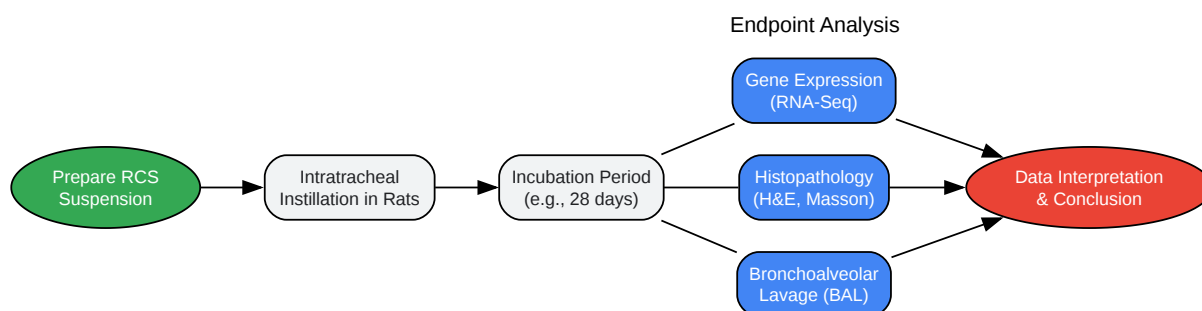 Endpoint Analysis
Gene Expression
(RNA-Seq)
Prepare RCS
Suspension
Intratracheal
Instillation in Rats
Incubation Period
(e.g., 28 days)
Histopathology
(H&E, Masson)
Data Interpretation
& Conclusion
Bronchoalveolar
Lavage (BAL)